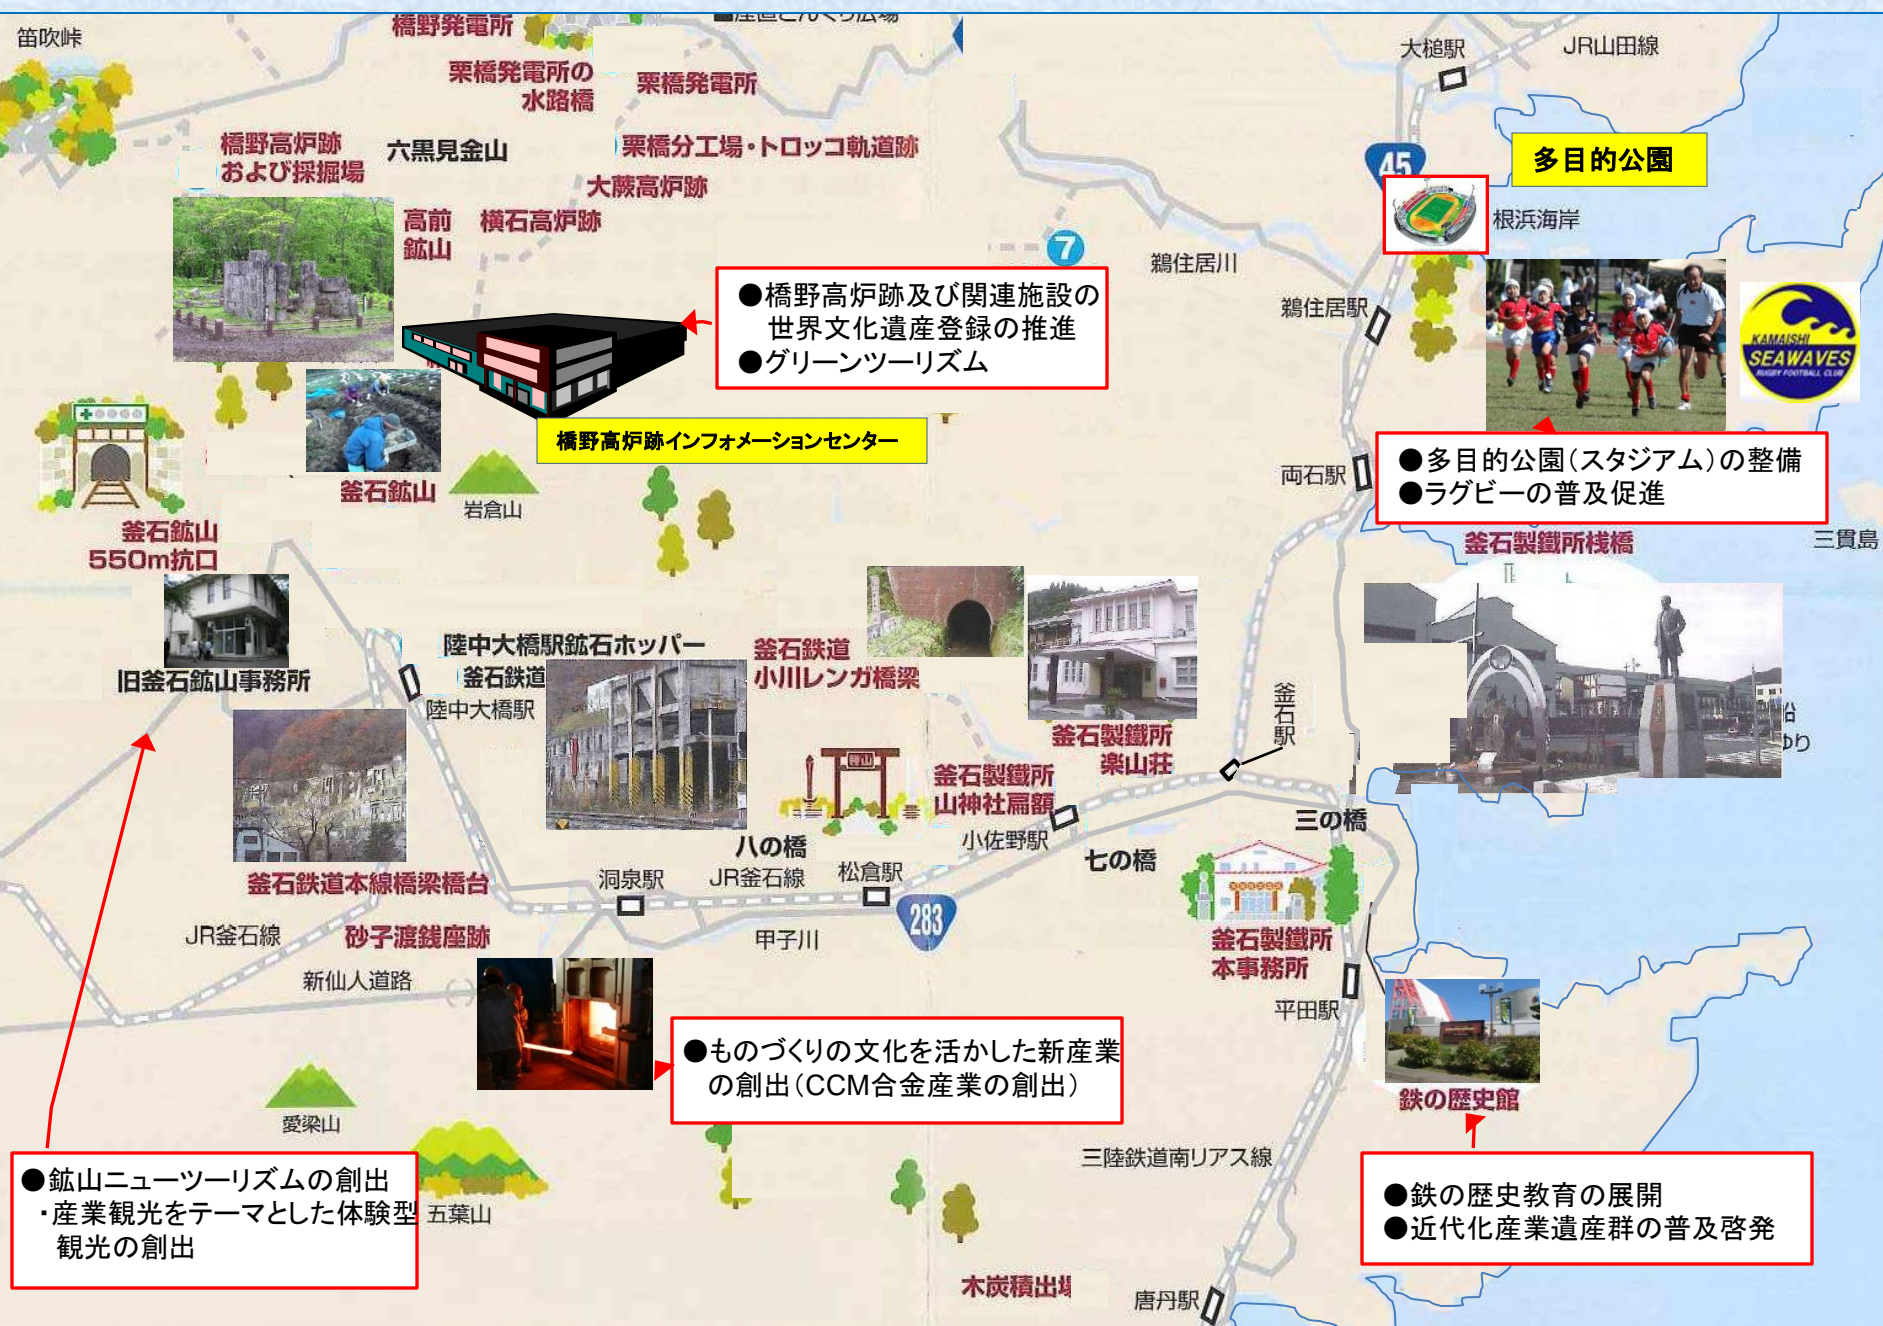 笛吹峠
橋野発電所
大槌駅
JR山田線
栗橋発電所の
水路橋
栗橋発電所
橋野高炉跡
および採掘場
六黒見金山
栗橋分工場・トロッコ軌道跡
45
多目的公園
大蕨高炉跡
高前
鉱山
横石高炉跡
根浜海岸
7
鵜住居川
●橋野高炉跡及び関連施設の
世界文化遺産登録の推進
●グリーンツーリズム
鵜住居駅
KAMAISHI
SEAWAVES
RUGBY FOOTBALL CLUB
橋野高炉跡インフォメーションセンター
釜石鉱山
岩倉山
両石駅
●多目的公園(スタジアム)の整備
●ラグビーの普及促進
釜石鉱山
550m抗口
釜石製鐵所桟橋
三貫島
旧釜石鉱山事務所
陸中大橋駅鉱石ホッパー
釜石鉄道
陸中大橋駅
釜石鉄道
小川レンガ橋梁
釜石製鐵所
楽山荘
釜石駅
釜石製鐵所
山神社扁額
小佐野駅
三の橋
八の橋
七の橋
釜石鉄道本線橋梁橋台
洞泉駅
JR釜石線
松倉駅
283
JR釜石線
砂子渡銭座跡
甲子川
釜石製鐵所
本事務所
新仙人道路
平田駅
●ものづくりの文化を活かした新産業
の創出(CCM合金産業の創出)
鉄の歴史館
愛梁山
●鉱山ニューツーリズムの創出
・産業観光をテーマとした体験型
観光の創出
五葉山
三陸鉄道南リアス線
●鉄の歴史教育の展開
●近代化産業遺産群の普及啓発
木炭積出
唐丹駅